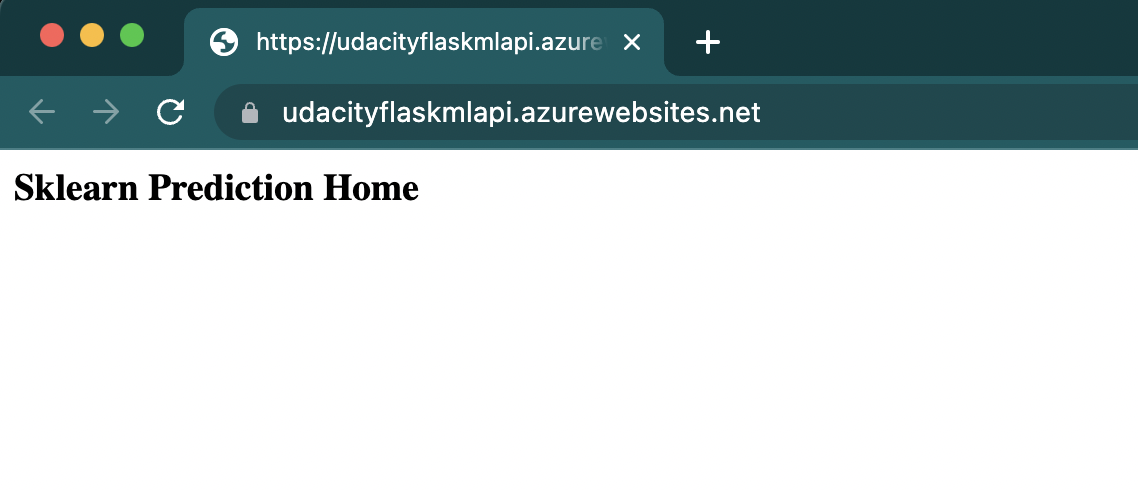 https://udacityflaskmlapi.azure
udacityflaskmlapi.azurewebsites.net
Sklearn Prediction Home